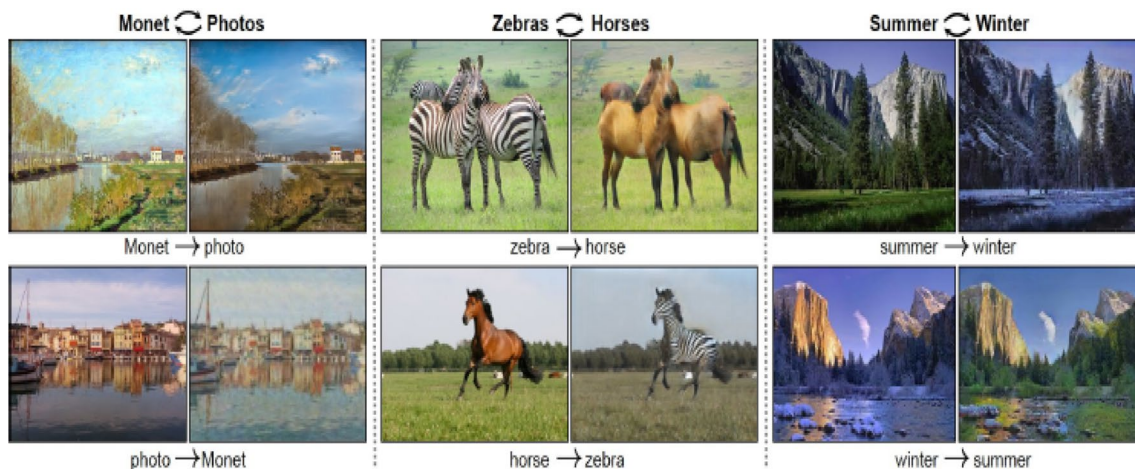 Monet Photos
Zebras Horses
Summer Winter
Monet → photo
zebra → horse
summer → winter
photo → Monet
horse → zebra
winter → summer